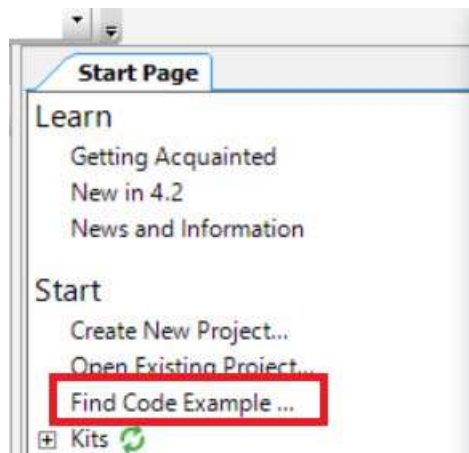 Start Page
Learn
Getting Acquainted
New in 4.2
News and Information
Start
Create New Project...
Open Existing Project...
Find Code Example ...
Kits